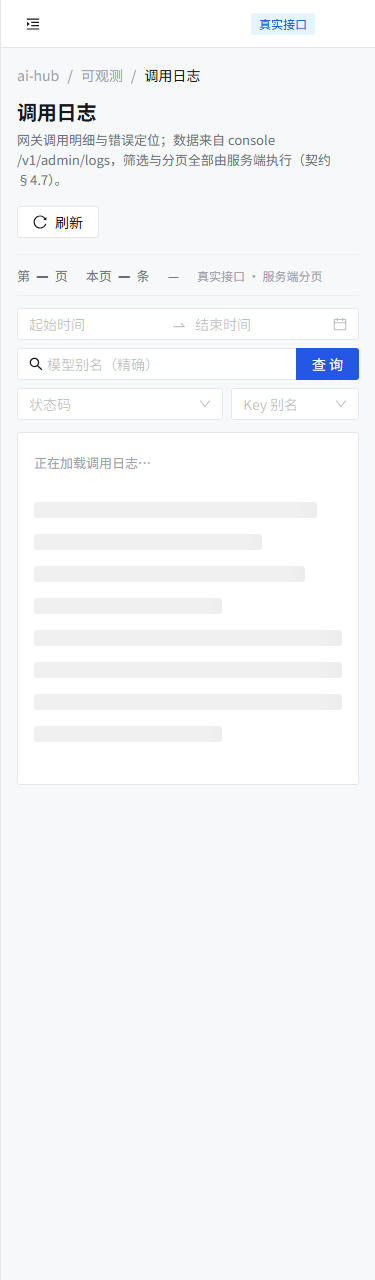 真实接口
ai-hub / 可观测 / 调用日志
调用日志
网关调用明细与错误定位；数据来自 console
/v1/admin/logs，筛选与分页全部由服务端执行（契约
§4.7）。
刷新
第 — 页 本页 — 条 — 真实接口 · 服务端分页
起始时间 结束时间
模型别名（精确） 查 询
状态码 Key 别名
正在加载调用日志…